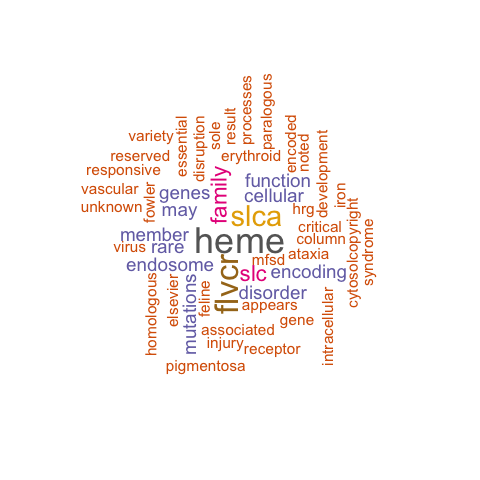 processes
paralogous
result
sole
essential
disruption
variety
encoded
noted
development
reserved
erythroid
responsive
family
function
iron
vascular
genes
cellular
unknown
fowler
may
slca
hrg
critical
cytosolcopyright
syndrome
member
heme
column
virus
rare
mfsd
ataxia
endosome
flvcr
slc
encoding
homologous
elsevier
mutations
feline
disorder
appears
intracellular
gene
associated
injury
receptor
pigmentosa